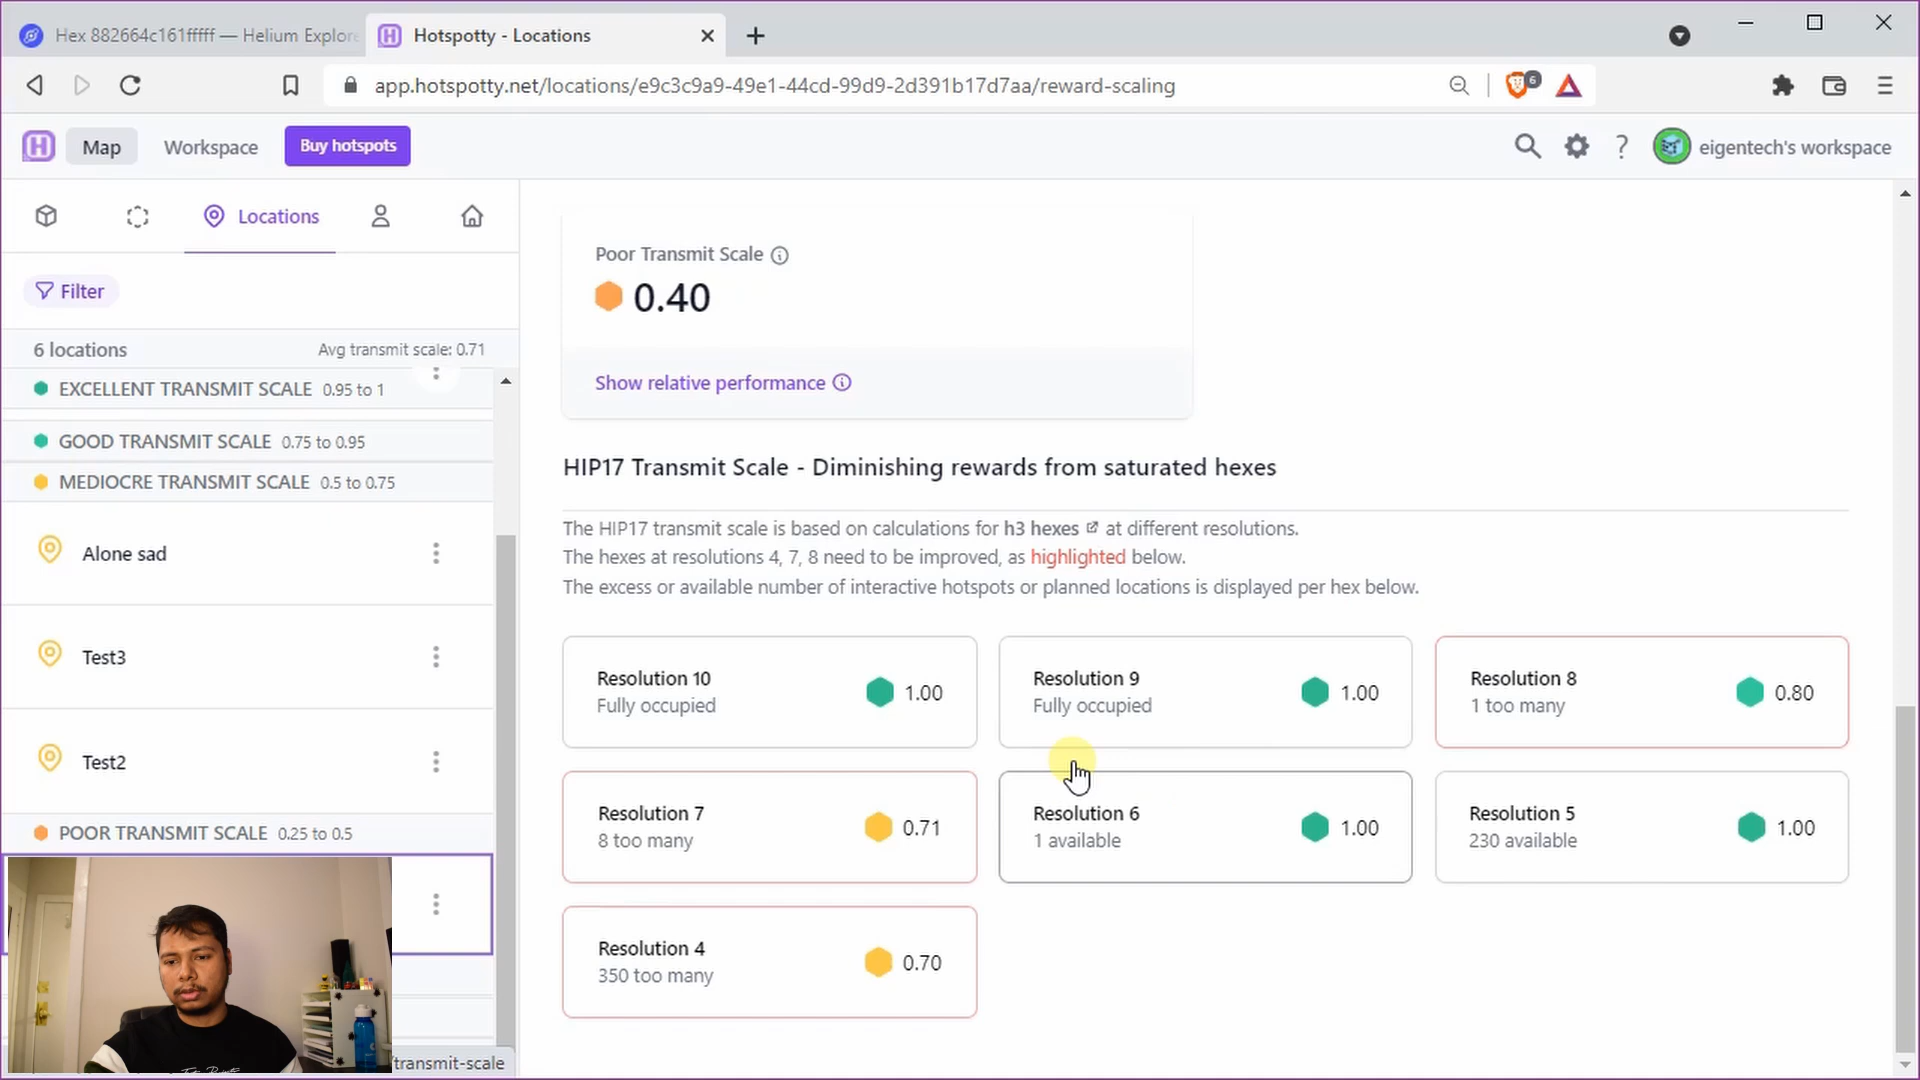 Hex 882664c161fffff — Helium Explore
Hotspotty - Locations
app.hotspotty.net/locations/e9c3c9a9-49e1-44cd-99d9-2d391b17d7aa/reward-scaling
6
Map
Workspace
Buy hotspots
eigentech's workspace
Locations
Filter
6 locations
Avg transmit scale: 0.71
EXCELLENT TRANSMIT SCALE 0.95 to 1
GOOD TRANSMIT SCALE 0.75 to 0.95
MEDIOCRE TRANSMIT SCALE 0.5 to 0.75
Alone sad
Test3
Test2
POOR TRANSMIT SCALE 0.25 to 0.5
/transmit-scale
Poor Transmit Scale
0.40
Show relative performance
HIP17 Transmit Scale - Diminishing rewards from saturated hexes
The HIP17 transmit scale is based on calculations for h3 hexes at different resolutions.
The hexes at resolutions 4, 7, 8 need to be improved, as highlighted below.
The excess or available number of interactive hotspots or planned locations is displayed per hex below.
Resolution 10
Fully occupied
1.00
Resolution 9
Fully occupied
1.00
Resolution 8
1 too many
0.80
Resolution 7
8 too many
0.71
Resolution 6
1 available
1.00
Resolution 5
230 available
1.00
Resolution 4
350 too many
0.70